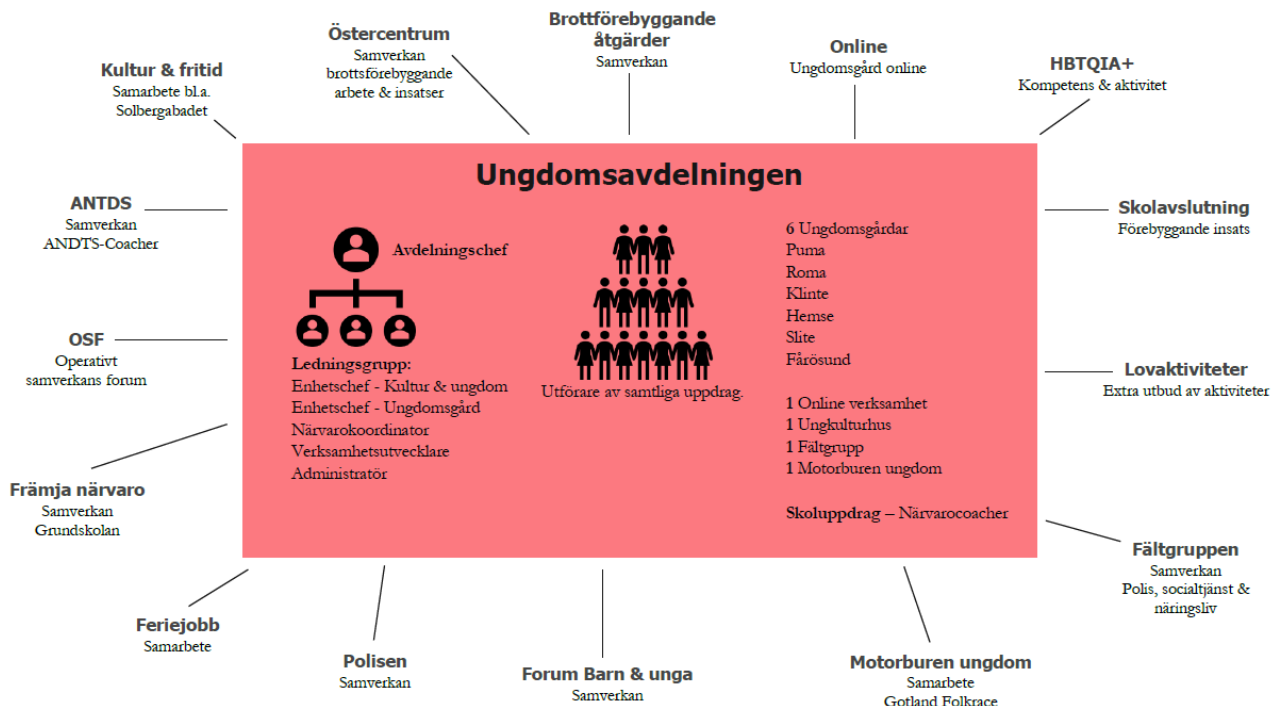 Brottförebyggande
åtgärder
Samverkan
Östercentrum
Samverkan
brottsförebyggande
arbete & insatser
Online
Ungdomsgård online
Kultur & fritid
Samarbete bl.a.
Solbergabadet
HBTQIA+
Kompetens & aktivitet
ANTDS
Samverkan
ANDTS-Coacher
OSF
Operativt
samverkans forum
Främja närvaro
Samverkan
Grundskolan
Ungdomsavdelningen
Avdelningschef
Ledningsgrupp:
Enhetschef - Kultur & ungdom
Enhetschef - Ungdomsgård
Närvarokoordinator
Verksamhetsutvecklare
Administratör
Utförare av samtliga uppdrag.
6 Ungdomsgårdar
Puma
Roma
Klinte
Hemse
Slite
Fårösund
1 Online verksamhet
1 Ungkulturhus
1 Fältgrupp
1 Motorburen ungdom
Skoluppdrag – Närvarocoacher
Skolavslutning
Förebyggande insats
Lovaktiviteter
Extra utbud av aktiviteter
Fältgruppen
Samverkan
Polis, socialtjänst &
näringsliv
Feriejobb
Samarbete
Polisen
Samverkan
Forum Barn & unga
Samverkan
Motorburen ungdom
Samarbete
Gotland Folkrace